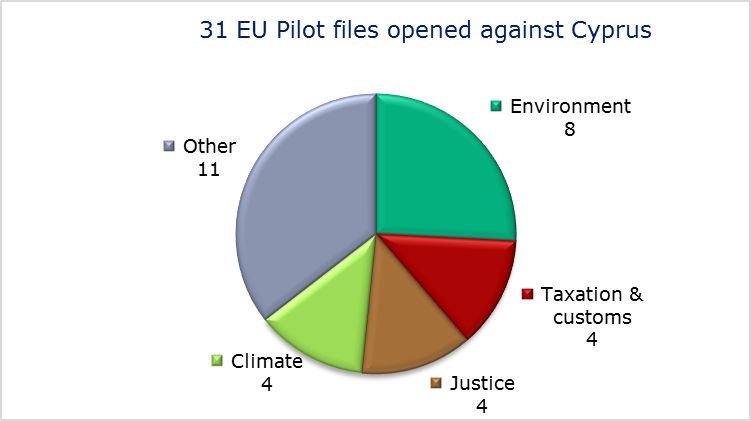 31 EU Pilot files opened against Cyprus
Environment
8
Other
11
Taxation &
customs
4
Climate
4
Justice
4